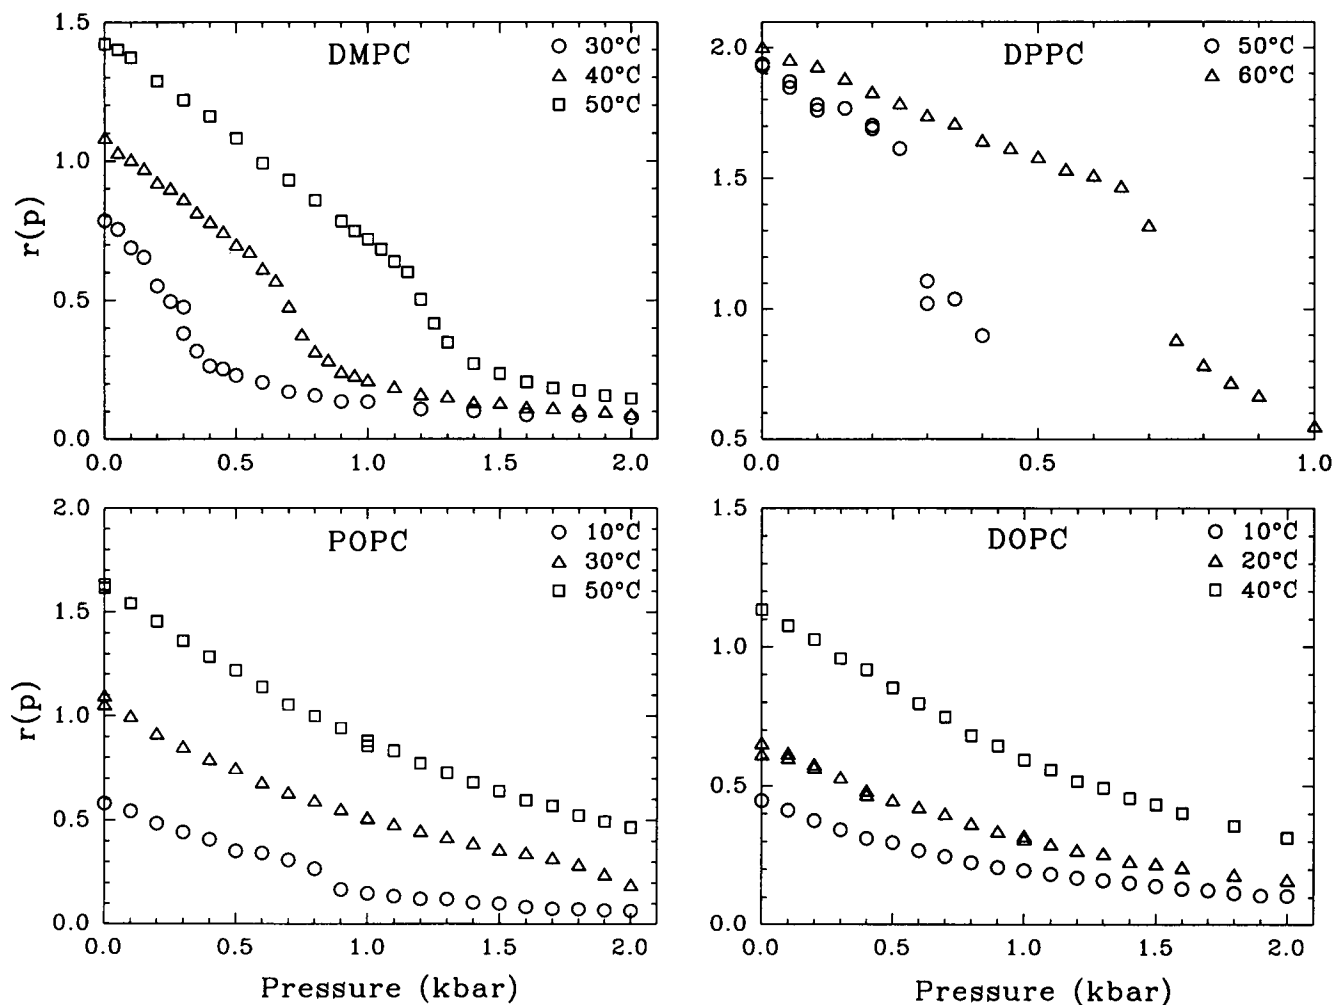 DMPC
○ 30°C
△ 40°C
□ 50°C
1.5
1.0
0.5
0.0
r(p)
0.0 0.5 1.0 1.5 2.0
DPPC
○ 50°C
△ 60°C
2.0
1.5
1.0
0.5
0.0 0.5 1.0
POPC
○ 10°C
△ 30°C
□ 50°C
2.0
1.5
1.0
0.5
0.0
r(p)
0.0 0.5 1.0 1.5 2.0
Pressure (kbar)
DOPC
○ 10°C
△ 20°C
□ 40°C
1.5
1.0
0.5
0.0
0.0 0.5 1.0 1.5 2.0
Pressure (kbar)